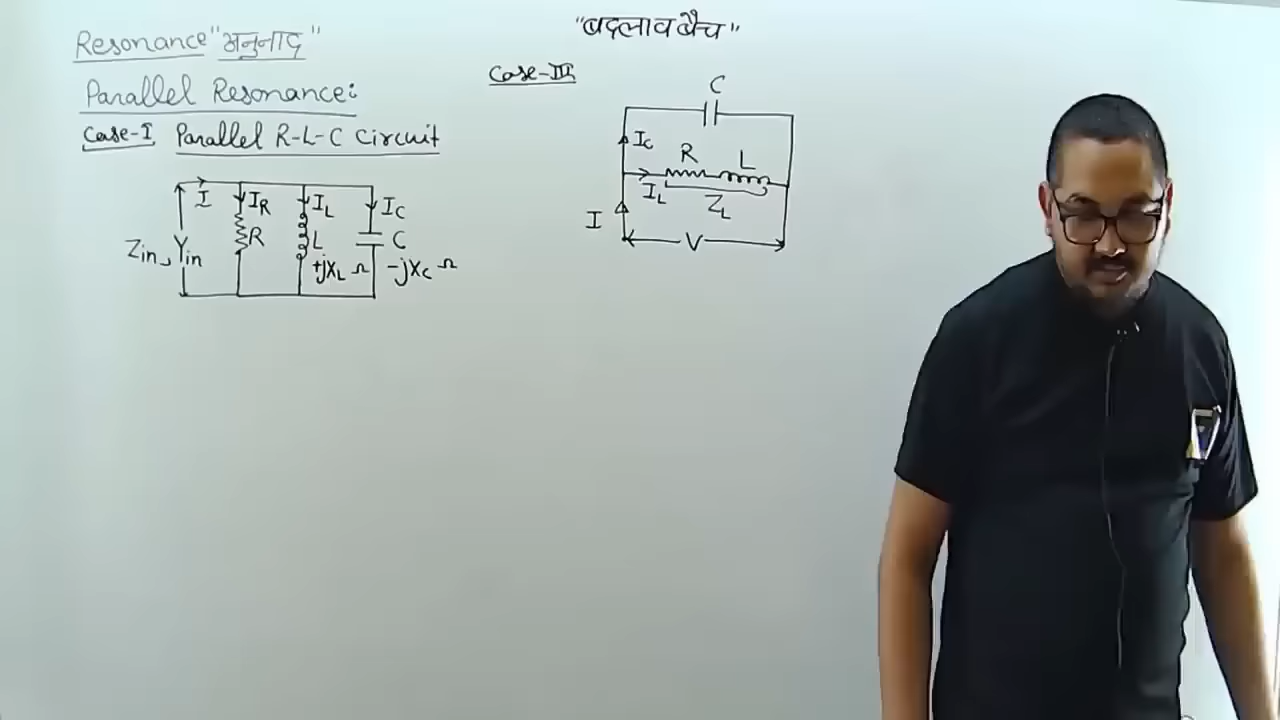 "बदलाव बैच"
Resonance "अनुनाद"
Parallel Resonance:
Case-I Parallel R-L-C Circuit
I
IR
IL
IC
R
L
C
Zin, Yin
+jXL Ω
-jXC Ω
Case-III
C
IC
R
L
IL
ZL
I
V